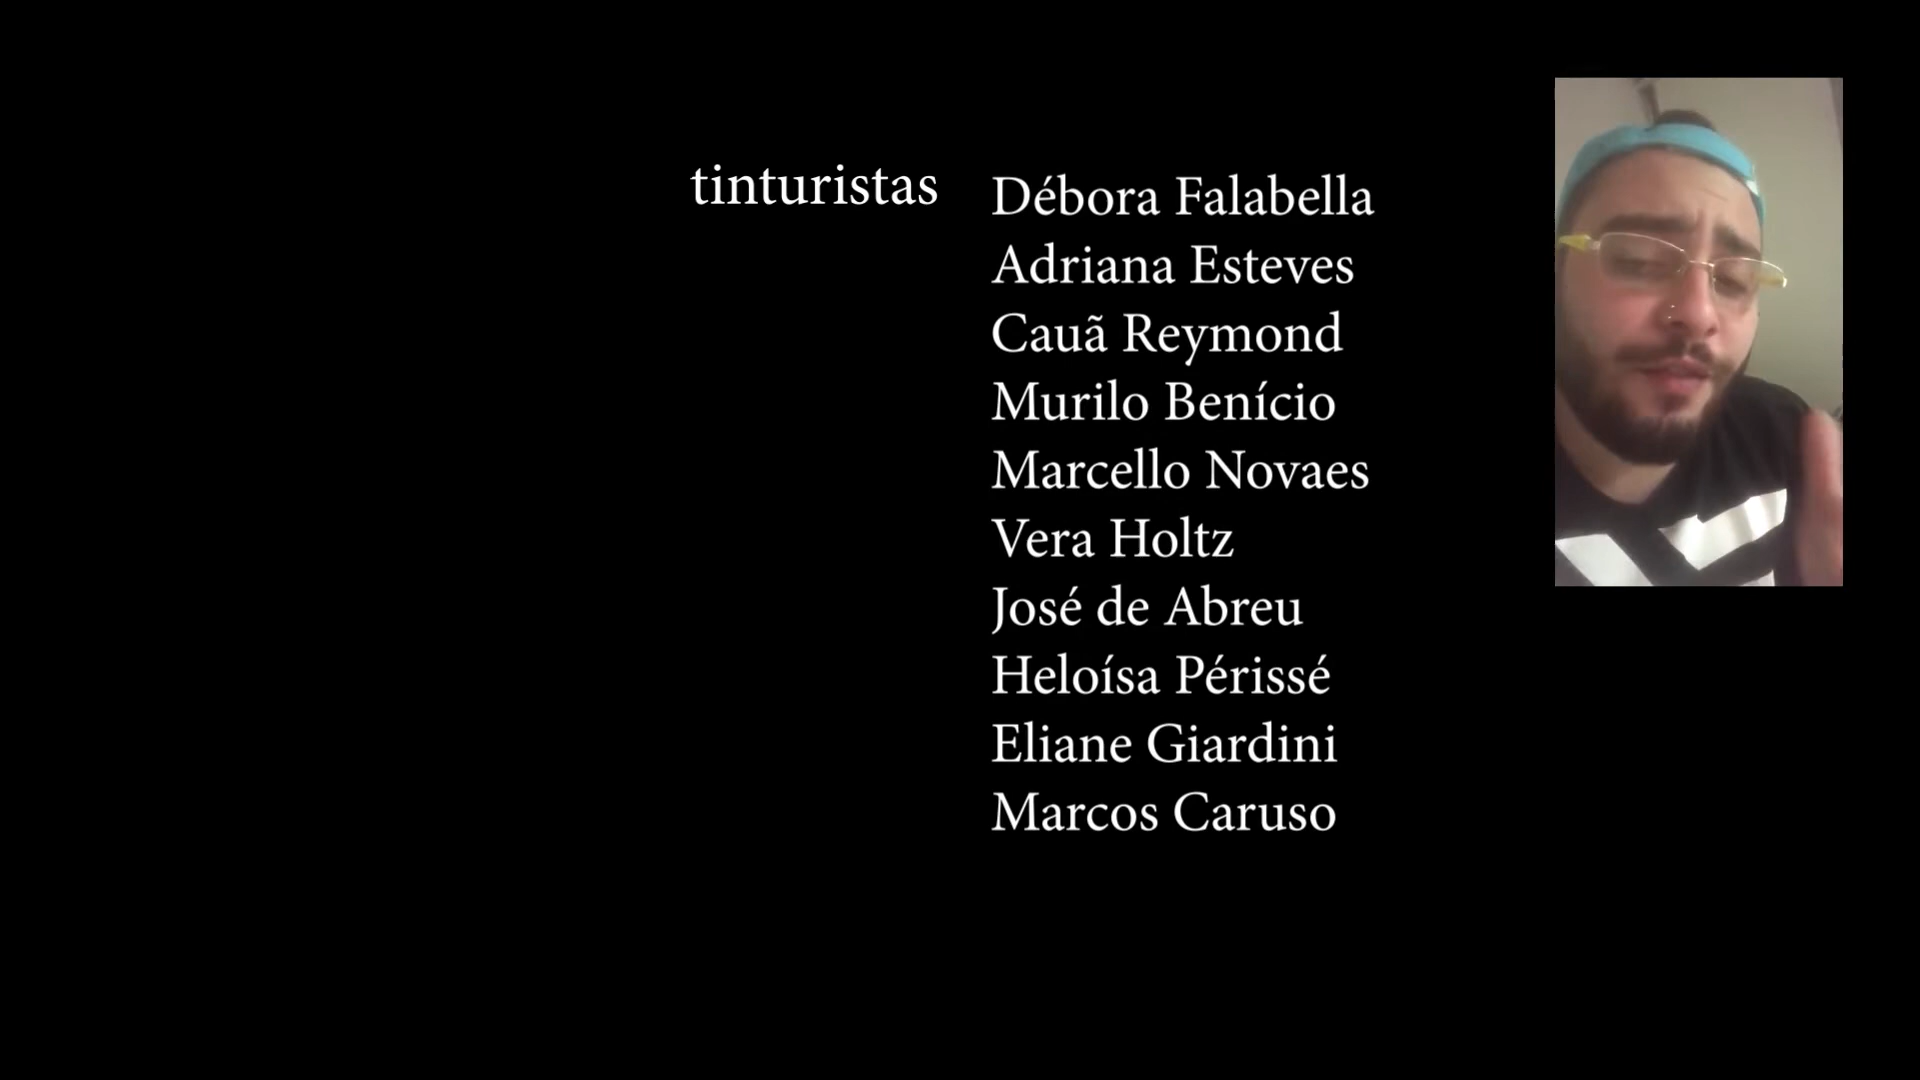 tinturistas
Débora Falabella
Adriana Esteves
Cauã Reymond
Murilo Benício
Marcello Novaes
Vera Holtz
José de Abreu
Heloísa Périssé
Eliane Giardini
Marcos Caruso